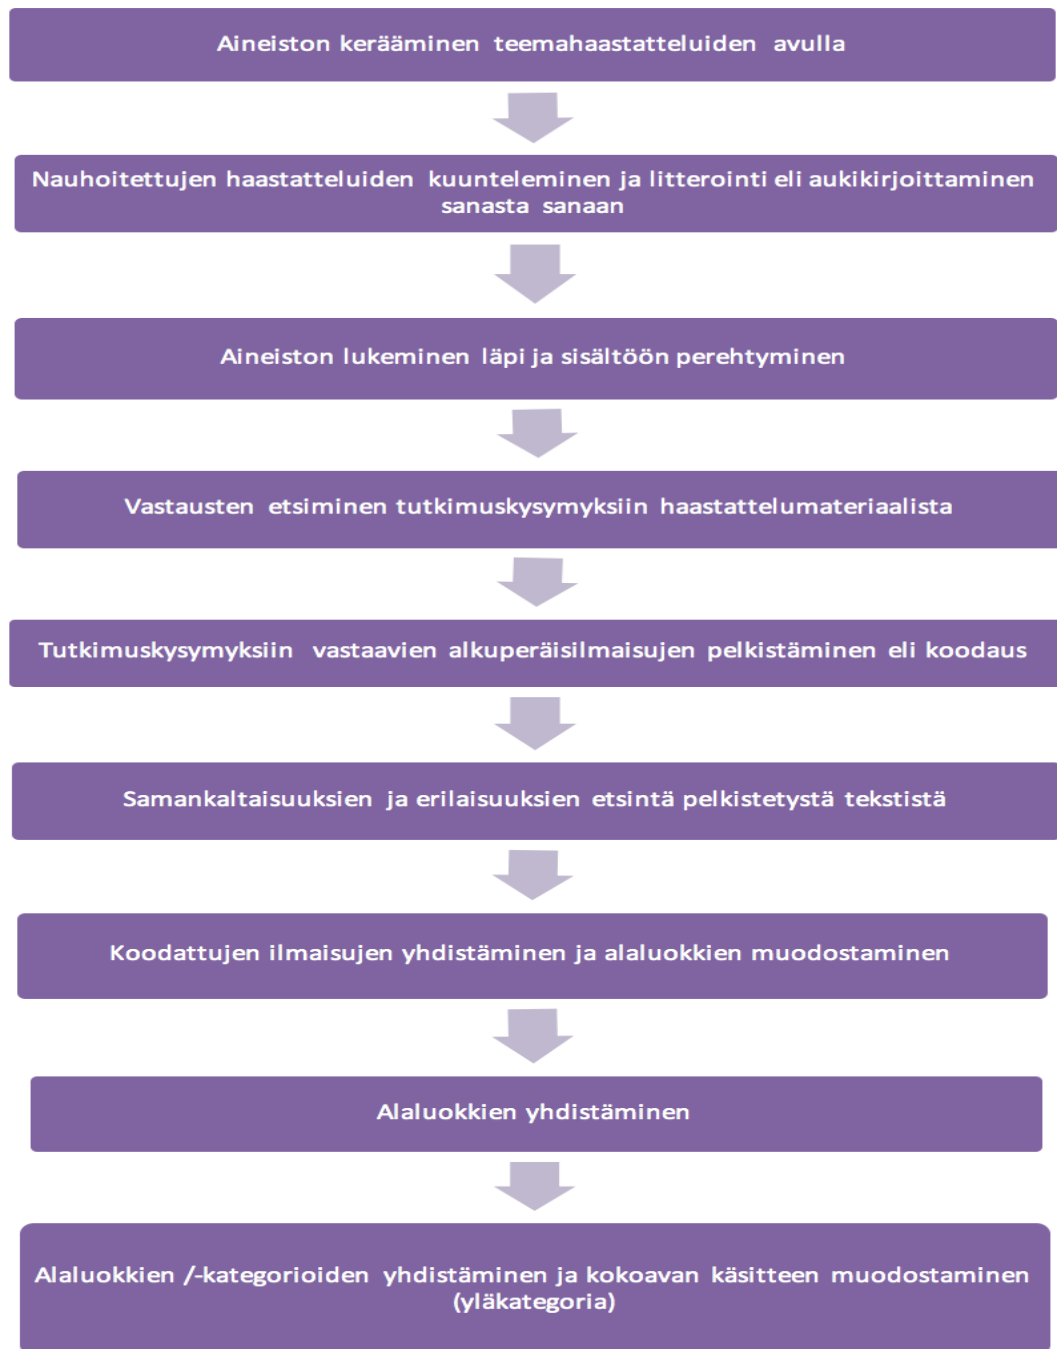 Aineiston kerääminen teemahaastatteluiden avulla
Nauhoitettujen haastatteluiden kuunteleminen ja litterointi eli aukikirjoittaminen
sanasta sanaan
Aineiston lukeminen läpi ja sisältöön perehtyminen
Vastausten etsiminen tutkimuskysymyksiin haastattelumateriaalista
Tutkimuskysymyksiin vastaavien alkuperäisilmaisujen pelkistäminen eli koodaus
Samankaltaisuuksien ja erilaisuuksien etsintä pelkistetystä tekstistä
Koodattujen ilmaisujen yhdistäminen ja alaluokkien muodostaminen
Alaluokkien yhdistäminen
Alaluokkien /-kategorioiden yhdistäminen ja kokoavan käsitteen muodostaminen
(yläkategoria)